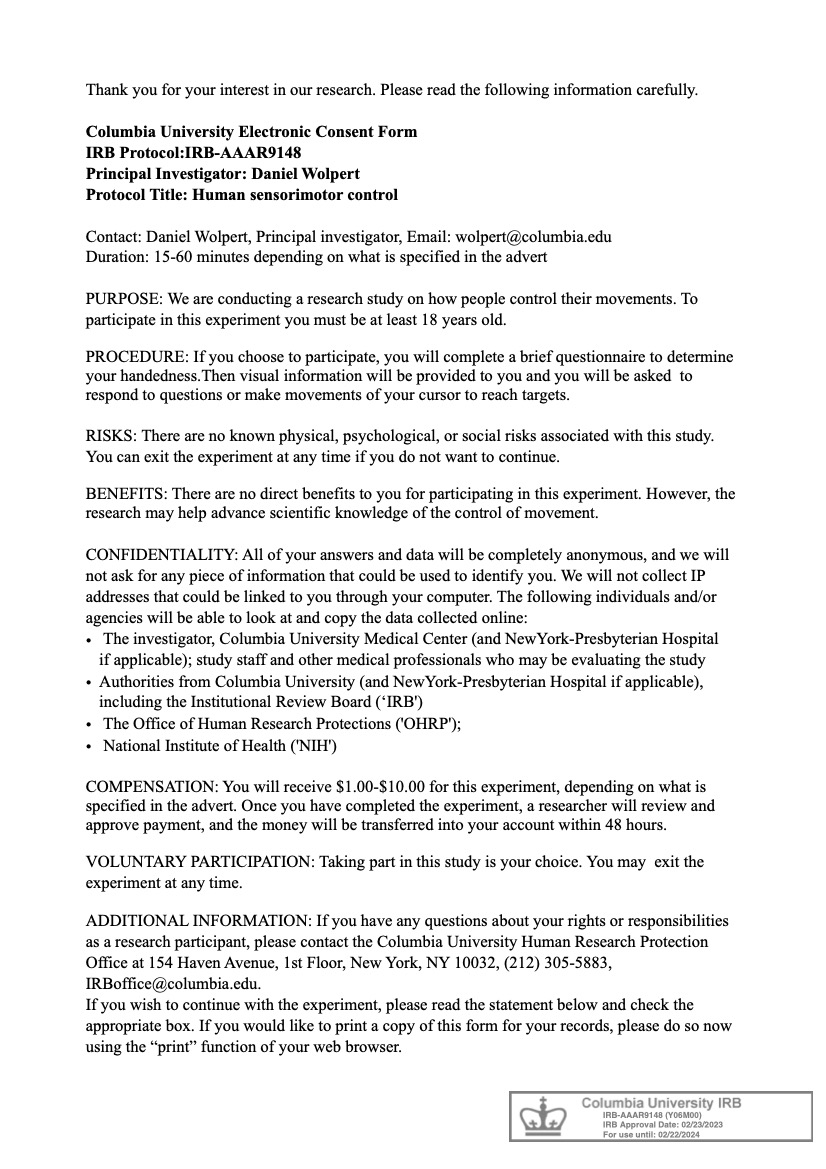 Thank you for your interest in our research. Please read the following information carefully.
Columbia University Electronic Consent Form
IRB Protocol:IRB-AAAR9148
Principal Investigator: Daniel Wolpert
Protocol Title: Human sensorimotor control
Contact: Daniel Wolpert, Principal investigator, Email: wolpert@columbia.edu
Duration: 15-60 minutes depending on what is specified in the advert
PURPOSE: We are conducting a research study on how people control their movements. To
participate in this experiment you must be at least 18 years old.
PROCEDURE: If you choose to participate, you will complete a brief questionnaire to determine
your handedness.Then visual information will be provided to you and you will be asked  to
respond to questions or make movements of your cursor to reach targets.
RISKS: There are no known physical, psychological, or social risks associated with this study.
You can exit the experiment at any time if you do not want to continue.
BENEFITS: There are no direct benefits to you for participating in this experiment. However, the
research may help advance scientific knowledge of the control of movement.
CONFIDENTIALITY: All of your answers and data will be completely anonymous, and we will
not ask for any piece of information that could be used to identify you. We will not collect IP
addresses that could be linked to you through your computer. The following individuals and/or
agencies will be able to look at and copy the data collected online:
• The investigator, Columbia University Medical Center (and NewYork-Presbyterian Hospital
if applicable); study staff and other medical professionals who may be evaluating the study
• Authorities from Columbia University (and NewYork-Presbyterian Hospital if applicable),
including the Institutional Review Board (‘IRB')
• The Office of Human Research Protections ('OHRP');
• National Institute of Health ('NIH')
COMPENSATION: You will receive $1.00-$10.00 for this experiment, depending on what is
specified in the advert. Once you have completed the experiment, a researcher will review and
approve payment, and the money will be transferred into your account within 48 hours.
VOLUNTARY PARTICIPATION: Taking part in this study is your choice. You may  exit the
experiment at any time.
ADDITIONAL INFORMATION: If you have any questions about your rights or responsibilities
as a research participant, please contact the Columbia University Human Research Protection
Office at 154 Haven Avenue, 1st Floor, New York, NY 10032, (212) 305-5883,
IRBoffice@columbia.edu.
If you wish to continue with the experiment, please read the statement below and check the
appropriate box. If you would like to print a copy of this form for your records, please do so now
using the “print” function of your web browser.
Columbia University IRB
IRB-AAAR9148 (Y06M00)
IRB Approval Date: 02/23/2023
For use until: 02/22/2024